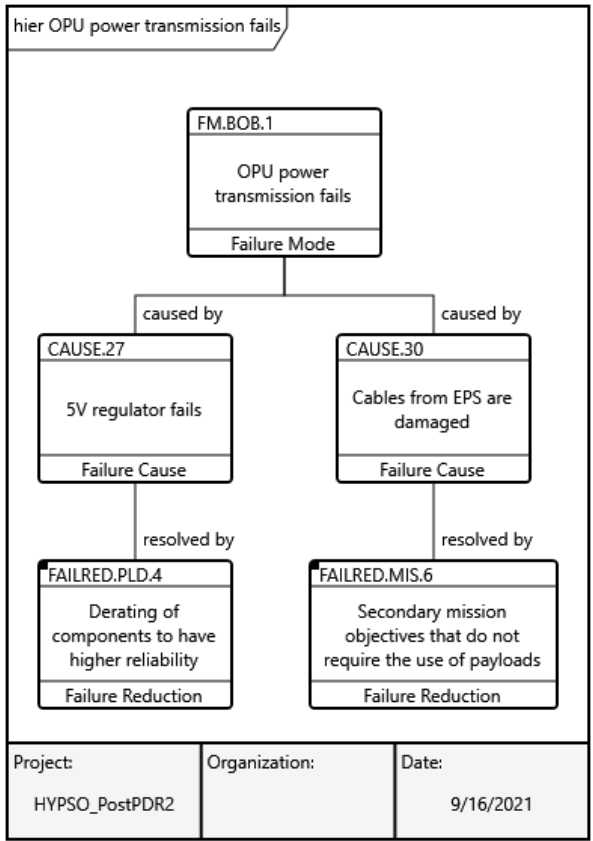 hier OPU power transmission fails
FM.BOB.1
OPU power
transmission fails
Failure Mode
caused by
caused by
CAUSE.27
5V regulator fails
Failure Cause
CAUSE.30
Cables from EPS are
damaged
Failure Cause
resolved by
resolved by
FAILRED.PLD.4
Derating of
components to have
higher reliability
Failure Reduction
FAILRED.MIS.6
Secondary mission
objectives that do not
require the use of payloads
Failure Reduction
Project:
HYPSO_PostPDR2
Organization:
Date:
9/16/2021